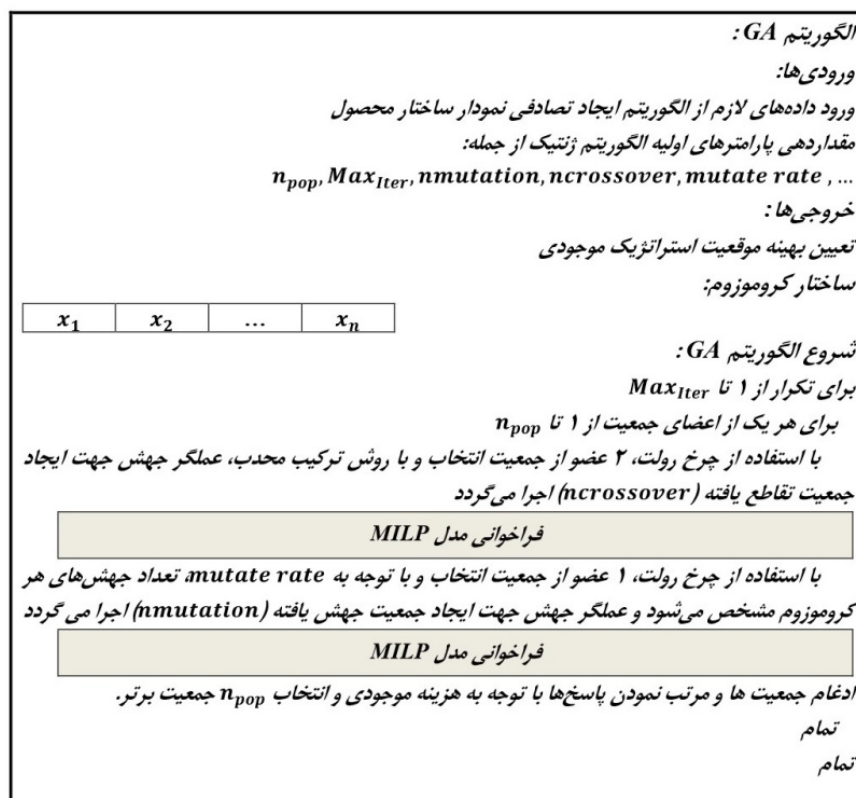 الگوریتم GA:
ورودی‌ها:
ورود داده‌های لازم از الگوریتم ایجاد تصادفی نمودار ساختار محصول
مقداردهی پارامترهای اولیه الگوریتم ژنتیک از جمله:
n_pop, Max_Iter, nmutation, ncrossover, mutate rate , ...
خروجی‌ها:
تعیین بهینه موقعیت استراتژیک موجودی
ساختار کروموزوم:
x_1 x_2 ... x_n
شروع الگوریتم GA:
برای تکرار از ۱ تا Max_Iter
برای هر یک از اعضای جمعیت از ۱ تا n_pop
با استفاده از چرخ رولت، ۲ عضو از جمعیت انتخاب و با روش ترکیب محدب، عملگر جهش جهت ایجاد
جمعیت تقاطع یافته (ncrossover) اجرا می‌گردد
فراخوانی مدل MILP
با استفاده از چرخ رولت، ۱ عضو از جمعیت انتخاب و با توجه به mutate rate، تعداد جهش‌های هر
کروموزوم مشخص می‌شود و عملگر جهش جهت ایجاد جمعیت جهش یافته (nmutation) اجرا می گردد
فراخوانی مدل MILP
ادغام جمعیت ها و مرتب نمودن پاسخ‌ها با توجه به هزینه موجودی و انتخاب n_pop جمعیت برتر.
تمام
تمام